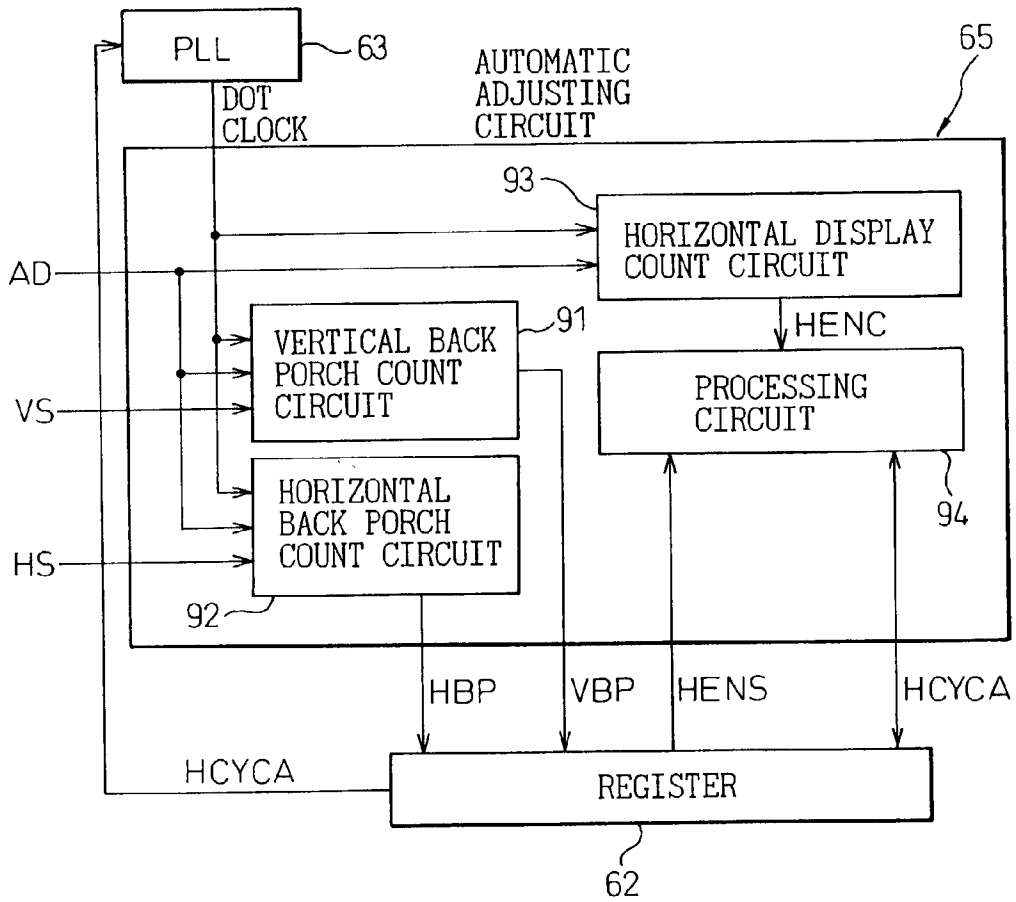 PLL
63
DOT
CLOCK
AUTOMATIC
ADJUSTING
CIRCUIT
65
93
HORIZONTAL DISPLAY
COUNT CIRCUIT
AD
HENC
VERTICAL BACK
PORCH COUNT
CIRCUIT
91
VS
PROCESSING
CIRCUIT
94
HORIZONTAL
BACK PORCH
COUNT CIRCUIT
HS
92
HBP
VBP
HENS
HCYCA
HCYCA
REGISTER
62